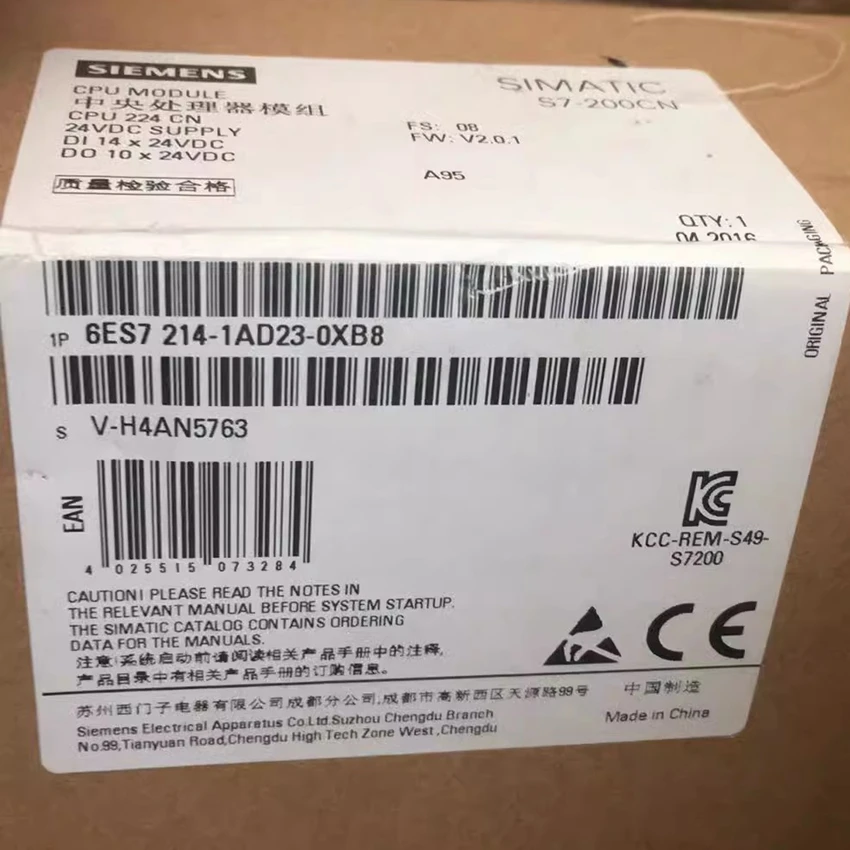 SIEMENS
SIMATIC
S7-200CN
CPU MODULE
中央处理器模组
CPU 224 CN
24VDC SUPPLY
DI 14 x 24VDC
DO 10 x 24VDC
FS: 08
FW: V2.0.1
质量检验合格
A95
QTY: 1
04 2016
ORIGINAL PACKAGING
1P 6ES7 214-1AD23-0XB8
S V-H4AN5763
EAN
4 025515 073284
KCC-REM-S49-
S7200
CAUTION! PLEASE READ THE NOTES IN
THE RELEVANT MANUAL BEFORE SYSTEM STARTUP.
THE SIMATIC CATALOG CONTAINS ORDERING
DATA FOR THE MANUALS.
注意!系统启动前请阅读相关产品手册中的注释,
产品目录中有相关产品手册的订购信息。
CE
苏州西门子电器有限公司成都分公司,成都市高新西区天源路99号
中国制造
Siemens Electrical Apparatus Co.Ltd.Suzhou Chengdu Branch
No.99,Tianyuan Road,Chengdu High Tech Zone West ,Chengdu
Made in China